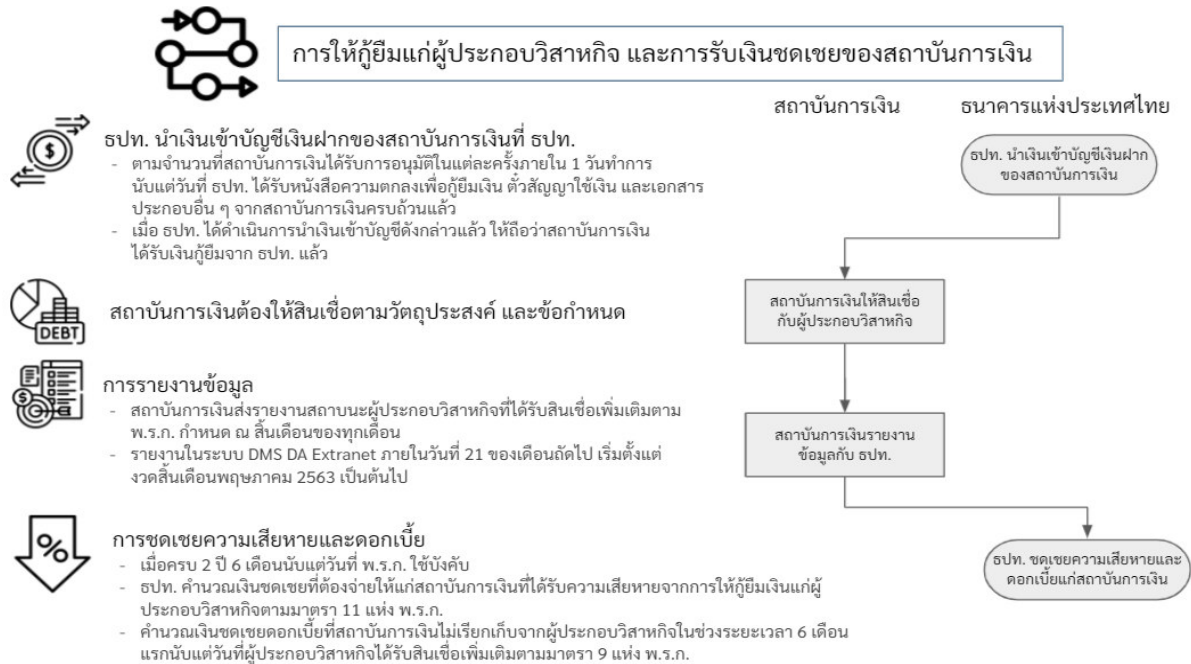 การให้กู้ยืมแก่ผู้ประกอบวิสาหกิจ และการรับเงินชดเชยของสถาบันการเงิน
สถาบันการเงิน
ธนาคารแห่งประเทศไทย
ธปท. นำเงินเข้าบัญชีเงินฝากของสถาบันการเงินที่ ธปท.
- ตามจำนวนที่สถาบันการเงินได้รับการอนุมัติในแต่ละครั้งภายใน 1 วันทำการ
นับแต่วันที่ ธปท. ได้รับหนังสือความตกลงเพื่อกู้ยืมเงิน ตั๋วสัญญาใช้เงิน และเอกสาร
ประกอบอื่น ๆ จากสถาบันการเงินครบถ้วนแล้ว
- เมื่อ ธปท. ได้ดำเนินการนำเงินเข้าบัญชีดังกล่าวแล้ว ให้ถือว่าสถาบันการเงิน
ได้รับเงินกู้ยืมจาก ธปท. แล้ว
DEBT
สถาบันการเงินต้องให้สินเชื่อตามวัตถุประสงค์ และข้อกำหนด
การรายงานข้อมูล
- สถาบันการเงินส่งรายงานสถาบนะผู้ประกอบวิสาหกิจที่ได้รับสินเชื่อเพิ่มเติมตาม
พ.ร.ก. กำหนด ณ สิ้นเดือนของทุกเดือน
- รายงานในระบบ DMS DA Extranet ภายในวันที่ 21 ของเดือนถัดไป เริ่มตั้งแต่
งวดสิ้นเดือนพฤษภาคม 2563 เป็นต้นไป
%
การชดเชยความเสียหายและดอกเบี้ย
- เมื่อครบ 2 ปี 6 เดือนนับแต่วันที่ พ.ร.ก. ใช้บังคับ
- ธปท. คำนวณเงินชดเชยที่ต้องจ่ายให้แก่สถาบันการเงินที่ได้รับความเสียหายจากการให้กู้ยืมเงินแก่ผู้
ประกอบวิสาหกิจตามมาตรา 11 แห่ง พ.ร.ก.
- คำนวณเงินชดเชยดอกเบี้ยที่สถาบันการเงินไม่เรียกเก็บจากผู้ประกอบวิสาหกิจในช่วงระยะเวลา 6 เดือน
แรกนับแต่วันที่ผู้ประกอบวิสาหกิจได้รับสินเชื่อเพิ่มเติมตามมาตรา 9 แห่ง พ.ร.ก.
ธปท. นำเงินเข้าบัญชีเงินฝาก
ของสถาบันการเงิน
สถาบันการเงินให้สินเชื่อ
กับผู้ประกอบวิสาหกิจ
สถาบันการเงินรายงาน
ข้อมูลกับ ธปท.
ธปท. ชดเชยความเสียหายและ
ดอกเบี้ยแก่สถาบันการเงิน